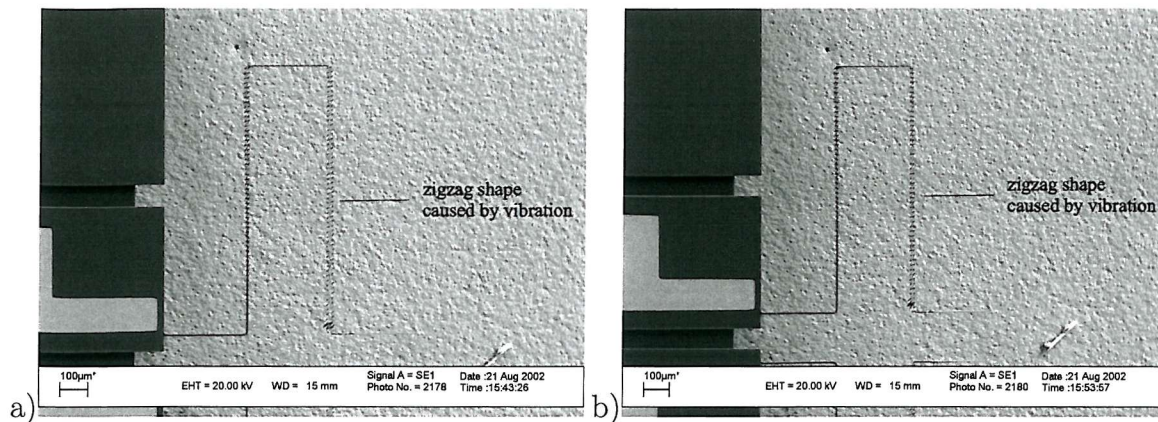 zigzag shape
caused by vibration
100µm
EHT = 20.00 kV WD = 15 mm
Signal A = SE1
Photo No. = 2178
Date :21 Aug 2002
Time :15:43:26
a)
zigzag shape
caused by vibration
100µm
EHT = 20.00 kV WD = 15 mm
Signal A = SE1
Photo No. = 2180
Date :21 Aug 2002
Time :15:53:57
b)